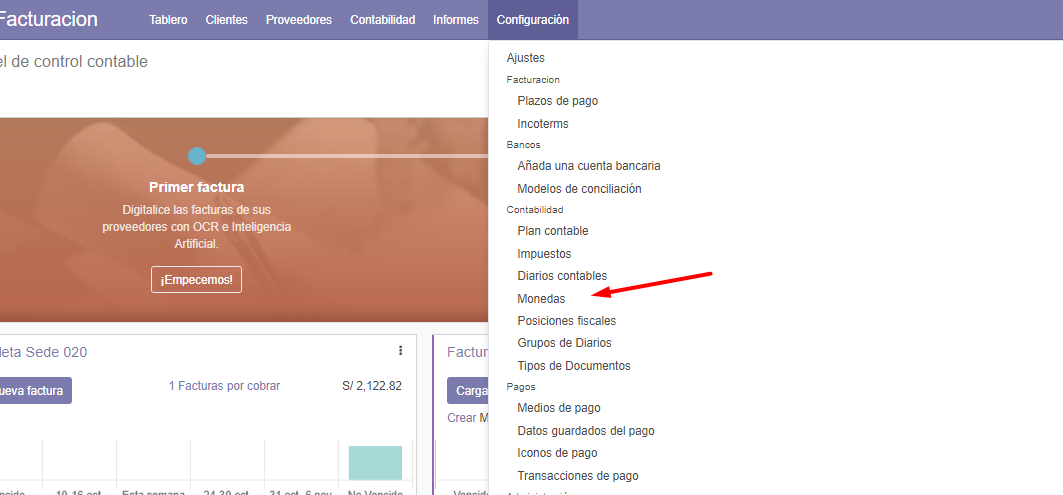 Facturacion
Tablero
Clientes
Proveedores
Contabilidad
Informes
Configuración
el de control contable
Primer factura
Digitalice las facturas de sus
proveedores con OCR e Inteligencia
Artificial.
¡Empecemos!
leta Sede 020
ueva factura
1 Facturas por cobrar
S/ 2,122.82
10-16 oct
Esta semana
24-30 oct
31 oct.-6 nov
No Vencido
Factur
Carga
Crear M
Vencido
Ajustes
Facturacion
Plazos de pago
Incoterms
Bancos
Añada una cuenta bancaria
Modelos de conciliación
Contabilidad
Plan contable
Impuestos
Diarios contables
Monedas
Posiciones fiscales
Grupos de Diarios
Tipos de Documentos
Pagos
Medios de pago
Datos guardados del pago
Iconos de pago
Transacciones de pago
Administración